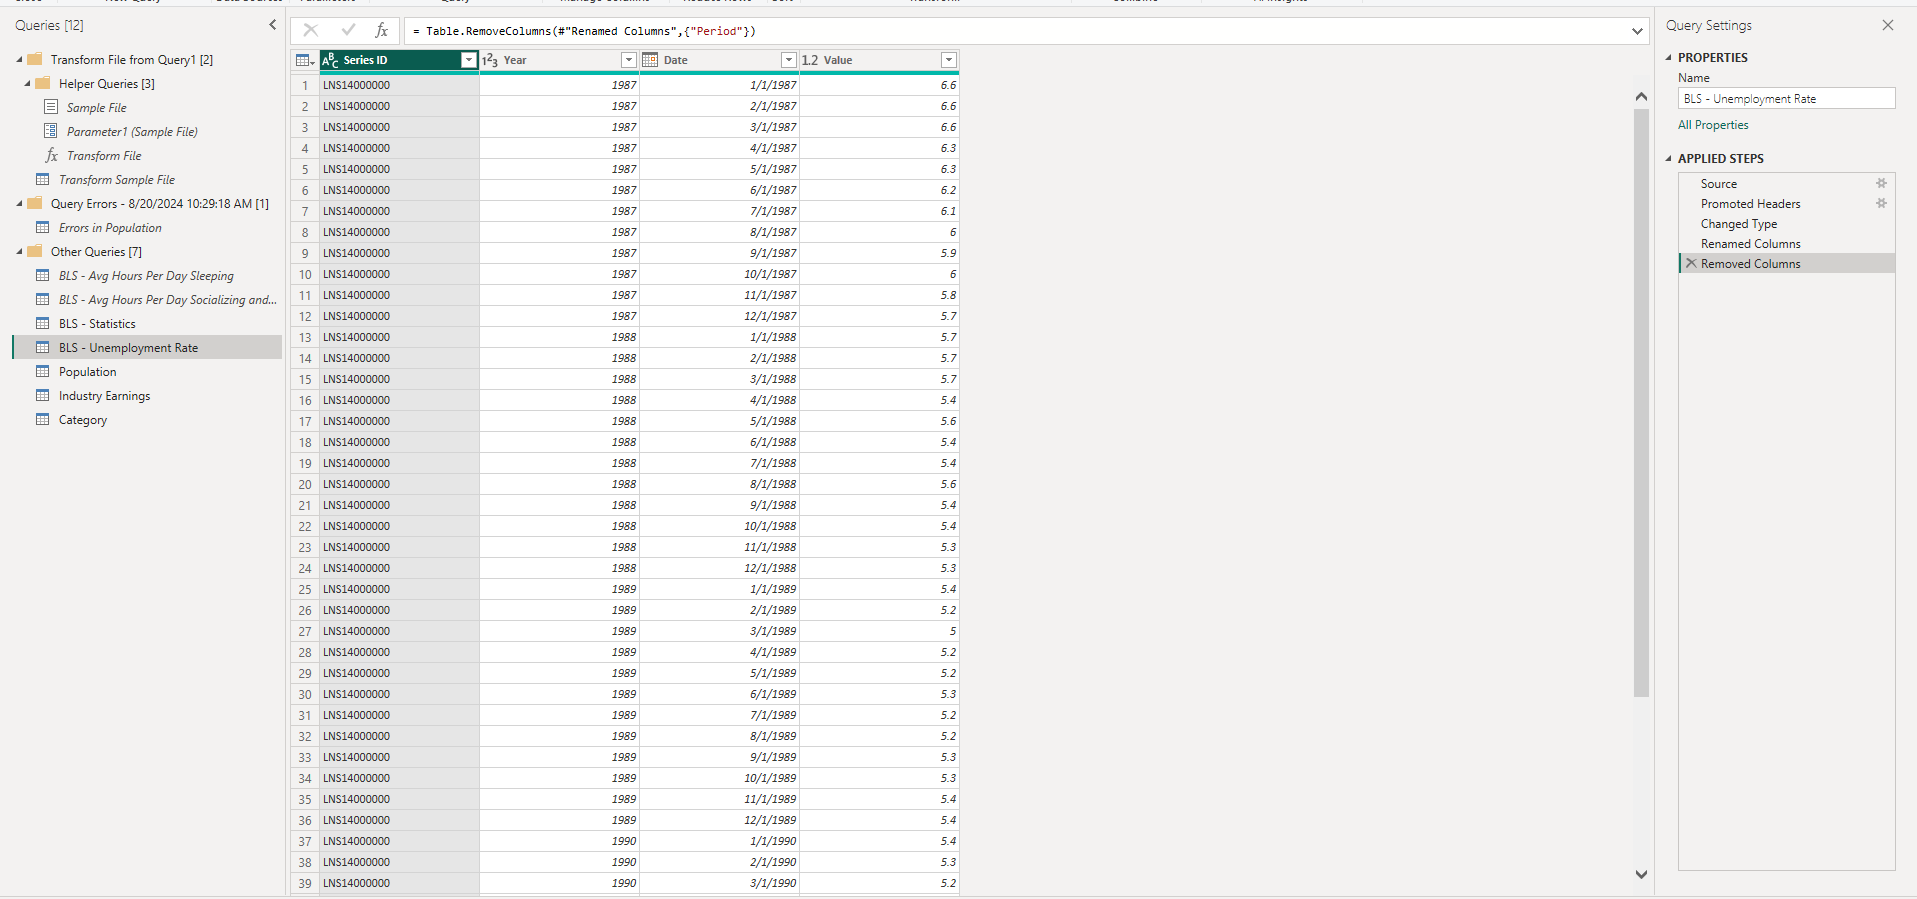 Queries [12]
Transform File from Query1 [2]
Helper Queries [3]
Sample File
Parameter1 (Sample File)
fx Transform File
Transform Sample File
Query Errors - 8/20/2024 10:29:18 AM [1]
Errors in Population
Other Queries [7]
BLS - Avg Hours Per Day Sleeping
BLS - Avg Hours Per Day Socializing and...
BLS - Statistics
BLS - Unemployment Rate
Population
Industry Earnings
Category
fx = Table.RemoveColumns(#"Renamed Columns",{"Period"})
ABC Series ID 123 Year Date 1.2 Value
1 LNS14000000 1987 1/1/1987 6.6
2 LNS14000000 1987 2/1/1987 6.6
3 LNS14000000 1987 3/1/1987 6.6
4 LNS14000000 1987 4/1/1987 6.3
5 LNS14000000 1987 5/1/1987 6.3
6 LNS14000000 1987 6/1/1987 6.2
7 LNS14000000 1987 7/1/1987 6.1
8 LNS14000000 1987 8/1/1987 6
9 LNS14000000 1987 9/1/1987 5.9
10 LNS14000000 1987 10/1/1987 6
11 LNS14000000 1987 11/1/1987 5.8
12 LNS14000000 1987 12/1/1987 5.7
13 LNS14000000 1988 1/1/1988 5.7
14 LNS14000000 1988 2/1/1988 5.7
15 LNS14000000 1988 3/1/1988 5.7
16 LNS14000000 1988 4/1/1988 5.4
17 LNS14000000 1988 5/1/1988 5.6
18 LNS14000000 1988 6/1/1988 5.4
19 LNS14000000 1988 7/1/1988 5.4
20 LNS14000000 1988 8/1/1988 5.6
21 LNS14000000 1988 9/1/1988 5.4
22 LNS14000000 1988 10/1/1988 5.4
23 LNS14000000 1988 11/1/1988 5.3
24 LNS14000000 1988 12/1/1988 5.3
25 LNS14000000 1989 1/1/1989 5.4
26 LNS14000000 1989 2/1/1989 5.2
27 LNS14000000 1989 3/1/1989 5
28 LNS14000000 1989 4/1/1989 5.2
29 LNS14000000 1989 5/1/1989 5.2
30 LNS14000000 1989 6/1/1989 5.3
31 LNS14000000 1989 7/1/1989 5.2
32 LNS14000000 1989 8/1/1989 5.2
33 LNS14000000 1989 9/1/1989 5.3
34 LNS14000000 1989 10/1/1989 5.3
35 LNS14000000 1989 11/1/1989 5.4
36 LNS14000000 1989 12/1/1989 5.4
37 LNS14000000 1990 1/1/1990 5.4
38 LNS14000000 1990 2/1/1990 5.3
39 LNS14000000 1990 3/1/1990 5.2
Query Settings
PROPERTIES
Name
BLS - Unemployment Rate
All Properties
APPLIED STEPS
Source
Promoted Headers
Changed Type
Renamed Columns
Removed Columns